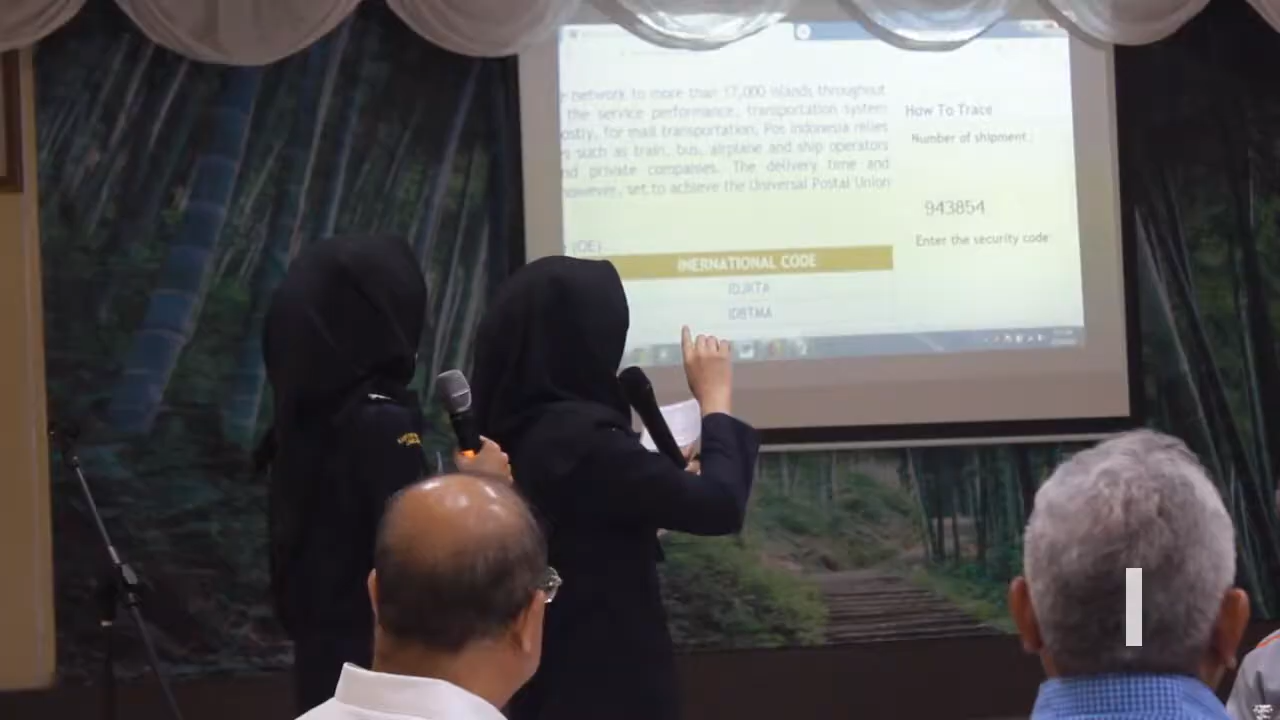 network to more than 17,000 islands throughout
the service performance, transportation system
for mail transportation, Pos Indonesia relies
such as train, bus, airplane and ship operators
private companies. The delivery time and
however, set to achieve the Universal Postal Union
(OE)
INERNATIONAL CODE
IDJKTA
IDBTMA
How To Trace
Number of shipment :
943854
Enter the security code